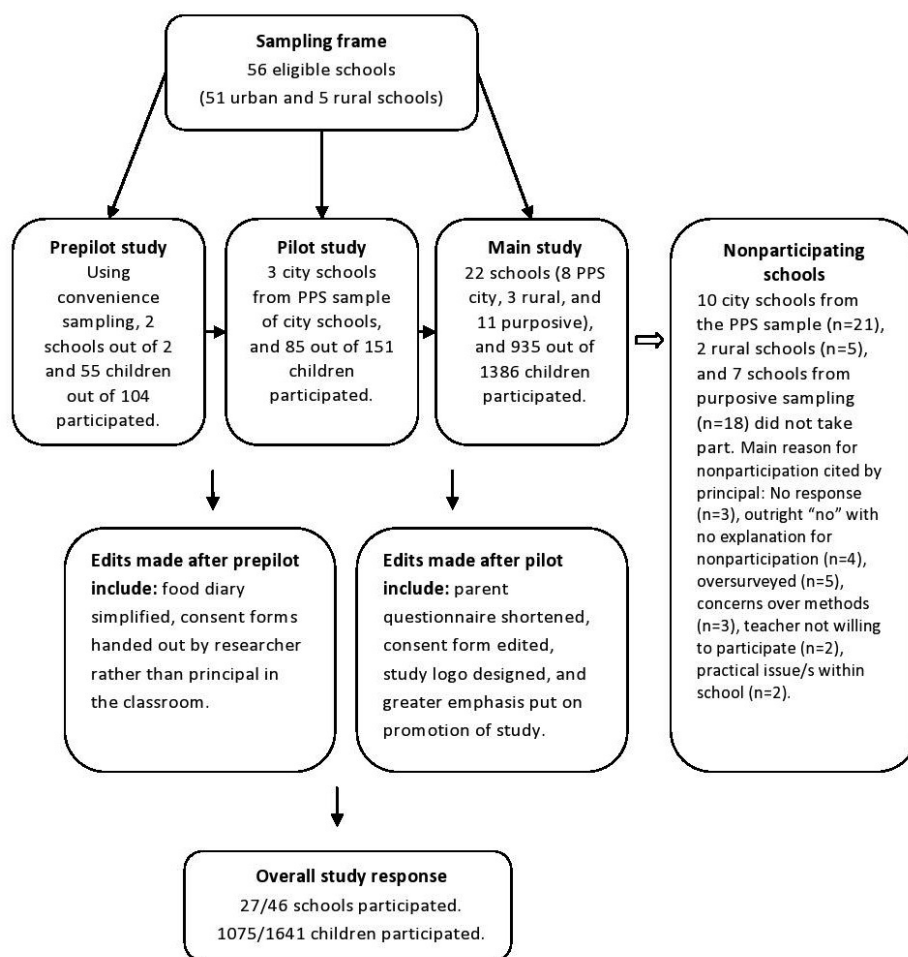 Sampling frame
56 eligible schools
(51 urban and 5 rural schools)
Prepilot study
Using
convenience
sampling, 2
schools out of 2
and 55 children
out of 104
participated.
Pilot study
3 city schools
from PPS sample
of city schools,
and 85 out of 151
children
participated.
Main study
22 schools (8 PPS
city, 3 rural, and
11 purposive),
and 935 out of
1386 children
participated.
Nonparticipating
schools
10 city schools from
the PPS sample (n=21),
2 rural schools (n=5),
and 7 schools from
purposive sampling
(n=18) did not take
part. Main reason for
nonparticipation cited by
principal: No response
(n=3), outright “no” with
no explanation for
nonparticipation (n=4),
oversurveyed (n=5),
concerns over methods
(n=3), teacher not willing
to participate (n=2),
practical issue/s within
school (n=2).
Edits made after prepilot
include: food diary
simplified, consent forms
handed out by researcher
rather than principal in
the classroom.
Edits made after pilot
include: parent
questionnaire shortened,
consent form edited,
study logo designed, and
greater emphasis put on
promotion of study.
Overall study response
27/46 schools participated.
1075/1641 children participated.